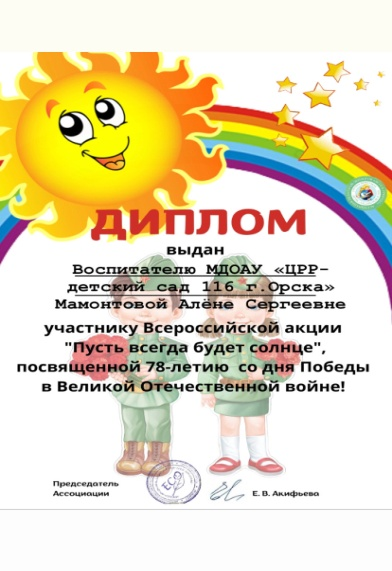 ДИПЛОМ
выдан
Воспитателю МДОАУ «ЦРР-
детский сад 116 г.Орска»
Мамонтовой Алёне Сергеевне
участнику Всероссийской акции
"Пусть всегда будет солнце",
посвященной 78-летию со дня Победы
в Великой Отечественной войне!
Председатель
Ассоциации
Е. В. Акифьева